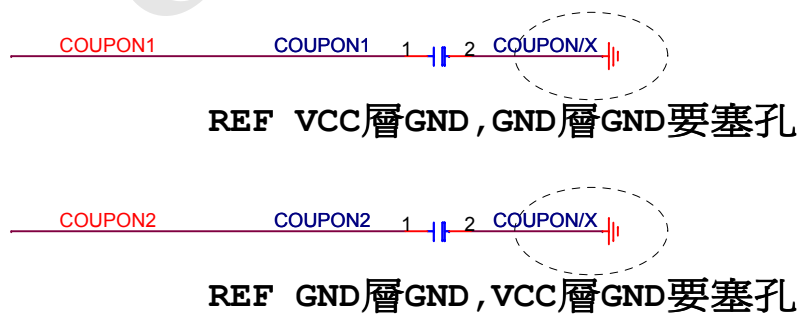 COUPON1 COUPON1 1 2 COUPON/X
REF VCC層GND,GND層GND要塞孔
COUPON2 COUPON2 1 2 COUPON/X
REF GND層GND,VCC層GND要塞孔